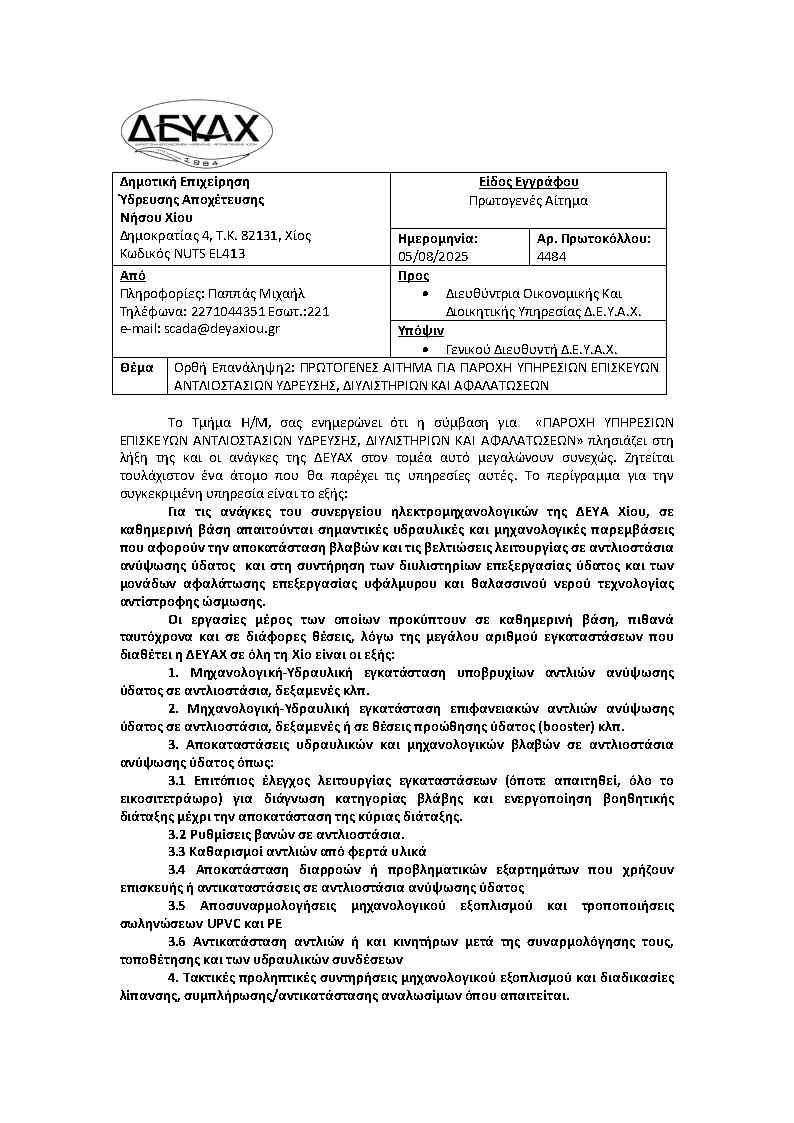 ΔΕΥΑΧ
1984
Δημοτική Επιχείρηση
Ύδρευσης Αποχέτευσης
Νήσου Χίου
Δημοκρατίας 4, Τ.Κ. 82131, Χίος
Κωδικός NUTS EL413
Είδος Εγγράφου
Πρωτογενές Αίτημα
Ημερομηνία:
05/08/2025
Αρ. Πρωτοκόλλου:
4484
Από
Πληροφορίες: Παππάς Μιχαήλ
Τηλέφωνα: 2271044351 Εσωτ.:221
e-mail: scada@deyaxiou.gr
Προς
• Διευθύντρια Οικονομικής Και
Διοικητικής Υπηρεσίας Δ.Ε.Υ.Α.Χ.
Υπόψιν
• Γενικού Διευθυντή Δ.Ε.Υ.Α.Χ.
Θέμα
Ορθή Επανάληψη2: ΠΡΩΤΟΓΕΝΕΣ ΑΙΤΗΜΑ ΓΙΑ ΠΑΡΟΧΗ ΥΠΗΡΕΣΙΩΝ ΕΠΙΣΚΕΥΩΝ
ΑΝΤΛΙΟΣΤΑΣΙΩΝ ΥΔΡΕΥΣΗΣ, ΔΙΥΛΙΣΤΗΡΙΩΝ ΚΑΙ ΑΦΑΛΑΤΩΣΕΩΝ
Το Τμήμα Η/Μ, σας ενημερώνει ότι η σύμβαση για «ΠΑΡΟΧΗ ΥΠΗΡΕΣΙΩΝ
ΕΠΙΣΚΕΥΩΝ ΑΝΤΛΙΟΣΤΑΣΙΩΝ ΥΔΡΕΥΣΗΣ, ΔΙΥΛΙΣΤΗΡΙΩΝ ΚΑΙ ΑΦΑΛΑΤΩΣΕΩΝ» πλησιάζει στη
λήξη της και οι ανάγκες της ΔΕΥΑΧ στον τομέα αυτό μεγαλώνουν συνεχώς. Ζητείται
τουλάχιστον ένα άτομο που θα παρέχει τις υπηρεσίες αυτές. Το περίγραμμα για την
συγκεκριμένη υπηρεσία είναι το εξής:
Για τις ανάγκες του συνεργείου ηλεκτρομηχανολογικών της ΔΕΥΑ Χίου, σε
καθημερινή βάση απαιτούνται σημαντικές υδραυλικές και μηχανολογικές παρεμβάσεις
που αφορούν την αποκατάσταση βλαβών και τις βελτιώσεις λειτουργίας σε αντλιοστάσια
ανύψωσης ύδατος και στη συντήρηση των διυλιστηρίων επεξεργασίας ύδατος και των
μονάδων αφαλάτωσης επεξεργασίας υφάλμυρου και θαλασσινού νερού τεχνολογίας
αντίστροφης ώσμωσης.
Οι εργασίες μέρος των οποίων προκύπτουν σε καθημερινή βάση, πιθανά
ταυτόχρονα και σε διάφορες θέσεις, λόγω της μεγάλου αριθμού εγκαταστάσεων που
διαθέτει η ΔΕΥΑΧ σε όλη τη Χίο είναι οι εξής:
1. Μηχανολογική-Υδραυλική εγκατάσταση υποβρυχίων αντλιών ανύψωσης
ύδατος σε αντλιοστάσια, δεξαμενές κλπ.
2. Μηχανολογική-Υδραυλική εγκατάσταση επιφανειακών αντλιών ανύψωσης
ύδατος σε αντλιοστάσια, δεξαμενές ή σε θέσεις προώθησης ύδατος (booster) κλπ.
3. Αποκαταστάσεις υδραυλικών και μηχανολογικών βλαβών σε αντλιοστάσια
ανύψωσης ύδατος όπως:
3.1 Επιτόπιος έλεγχος λειτουργίας εγκαταστάσεων (όποτε απαιτηθεί, όλο το
εικοσιτετράωρο) για διάγνωση κατηγορίας βλάβης και ενεργοποίηση βοηθητικής
διάταξης μέχρι την αποκατάσταση της κύριας διάταξης.
3.2 Ρυθμίσεις βανών σε αντλιοστάσια.
3.3 Καθαρισμοί αντλιών από φερτά υλικά
3.4 Αποκατάσταση διαρροών ή προβληματικών εξαρτημάτων που χρήζουν
επισκευής ή αντικαταστάσεις σε αντλιοστάσια ανύψωσης ύδατος
3.5 Αποσυναρμολογήσεις μηχανολογικού εξοπλισμού και τροποποιήσεις
σωληνώσεων UPVC και PE
3.6 Αντικατάσταση αντλιών ή και κινητήρων μετά της συναρμολόγησης τους,
τοποθέτησης και των υδραυλικών συνδέσεων
4. Τακτικές προληπτικές συντηρήσεις μηχανολογικού εξοπλισμού και διαδικασίες
λίπανσης, συμπλήρωσης/αντικατάστασης αναλωσίμων όπου απαιτείται.